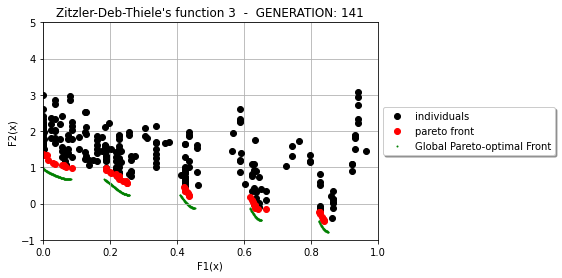 Zitzler-Deb-Thiele's function 3 - GENERATION: 141
5
4
3
2
1
0
−1
F2(x)
0.0 0.2 0.4 0.6 0.8 1.0
F1(x)
individuals
pareto front
Global Pareto-optimal Front